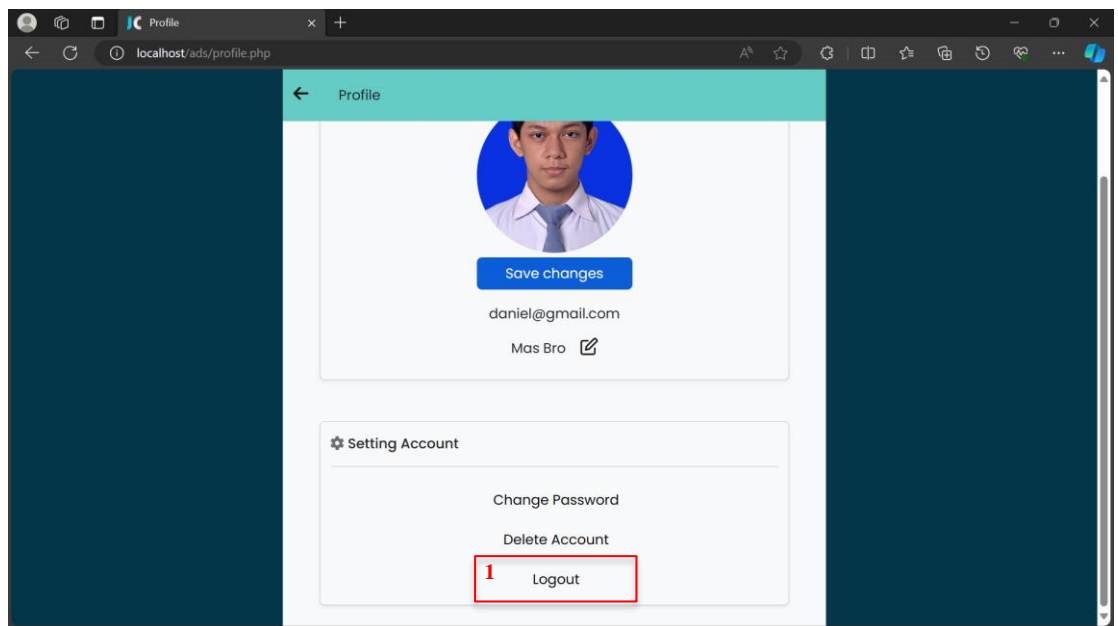 Profile
localhost/ads/profile.php
Profile
Save changes
daniel@gmail.com
Mas Bro
Setting Account
Change Password
Delete Account
1
Logout